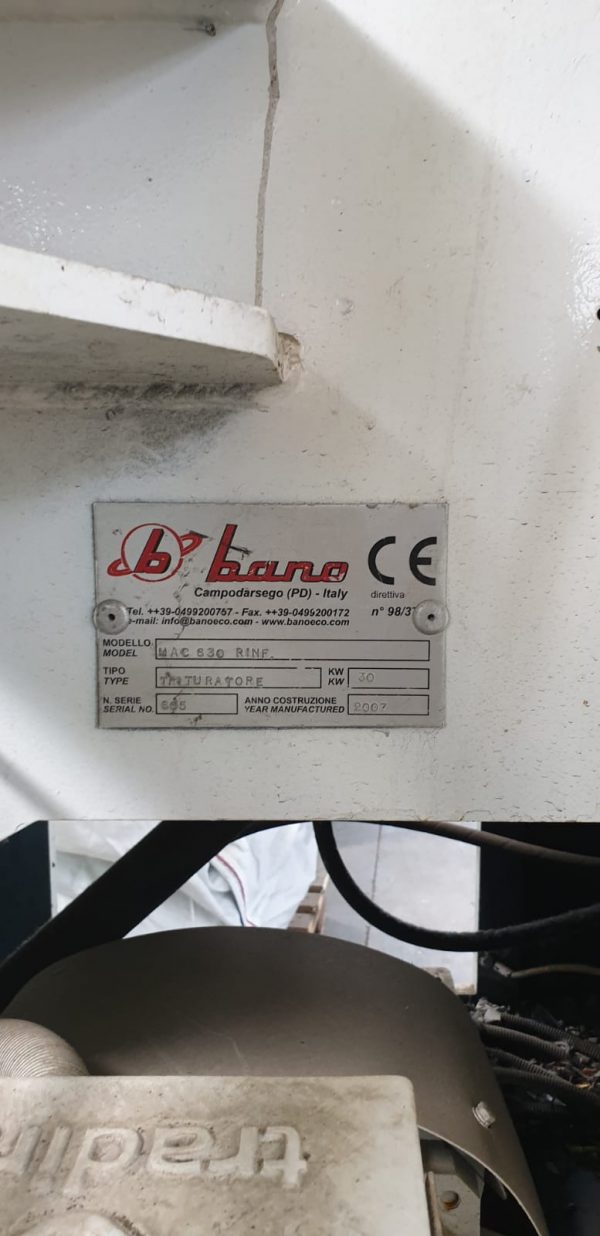 b bano CE
Campodarsego (PD) - Italy
direttiva
Tel. ++39-0499200767 - Fax. ++39-0499200172
n° 98/37
e-mail: info@banoeco.com - www.banoeco.com
MODELLO
MODEL
MAC 830 RINF.
TIPO
TYPE
TRITURATORE
KW
KW
30
N. SERIE
SERIAL NO.
ANNO COSTRUZIONE
YEAR MANUFACTURED
2007